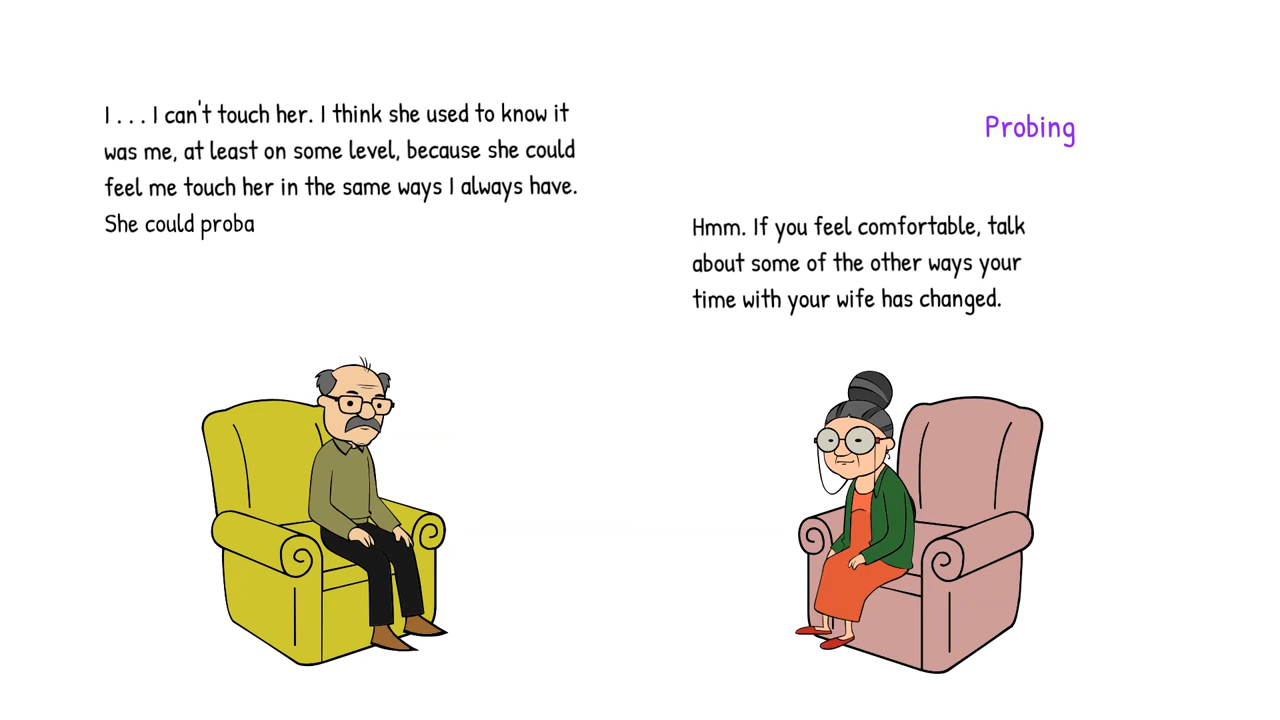 I . . . I can't touch her. I think she used to know it
was me, at least on some level, because she could
feel me touch her in the same ways I always have.
She could proba
Probing
Hmm. If you feel comfortable, talk
about some of the other ways your
time with your wife has changed.